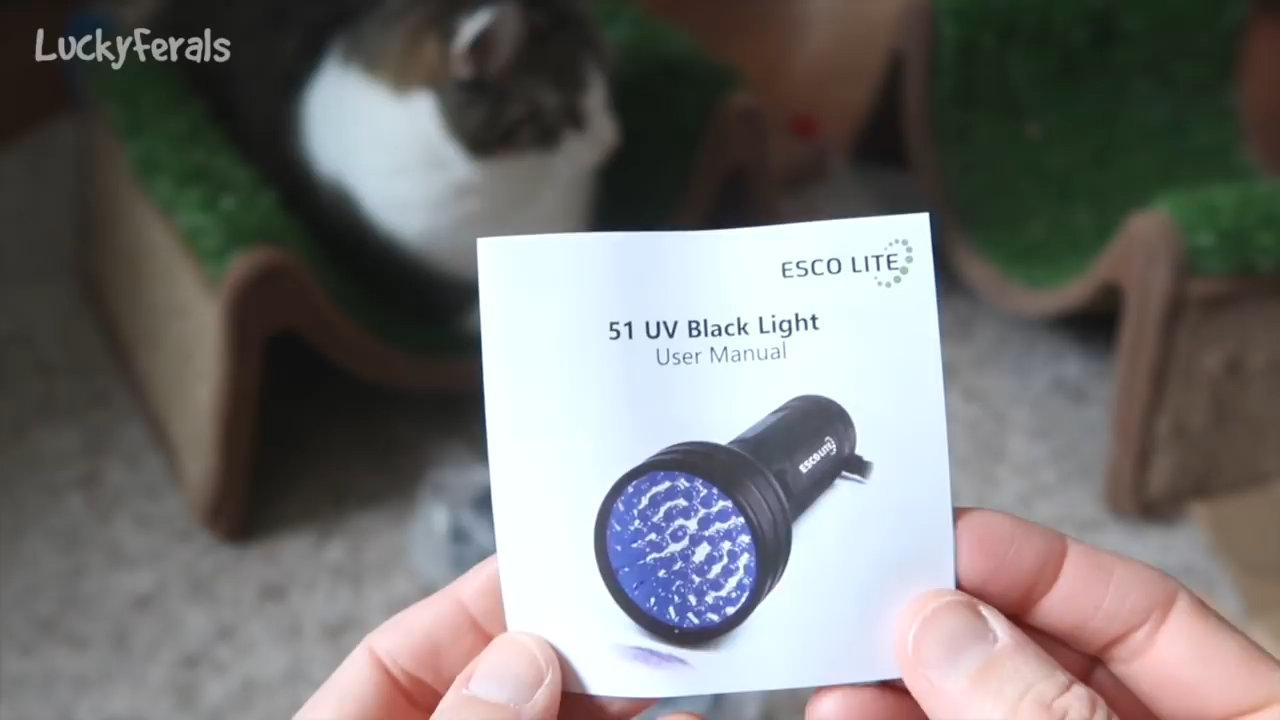 LuckyFerals
ESCO LITE
51 UV Black Light
User Manual
ESCO LITE